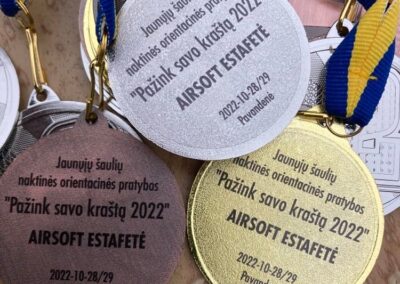 Jaunųjų šaulių
naktinės orientacinės pratybos
"Pažink savo kraštą 2022"
AIRSOFT ESTAFETĖ
2022-10-28/29
Pavandenė
Jaunųjų šaulių
naktinės orientacinės pratybos
"Pažink savo kraštą 2022"
AIRSOFT ESTAFETĖ
2022-10-28/29
Jaunųjų šaulių
naktinės orientacinės pratybos
"Pažink savo kraštą 2022"
AIRSOFT ESTAFETĖ
2022-10-28/29
Pavandenė